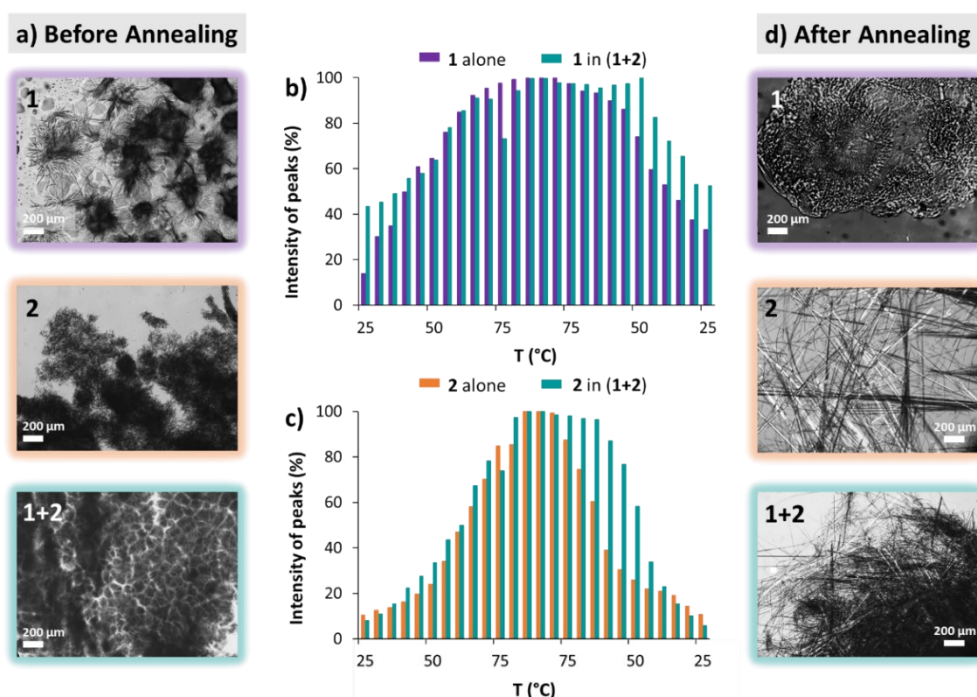 a) Before Annealing
1
200 µm
2
200 µm
1+2
200 µm
b)
1 alone
1 in (1+2)
Intensity of peaks (%)
100
80
60
40
20
0
25 50 75 75 50 25
T (°C)
c)
2 alone
2 in (1+2)
Intensity of peaks (%)
100
80
60
40
20
0
25 50 75 75 50 25
T (°C)
d) After Annealing
1
200 µm
2
200 µm
1+2
200 µm